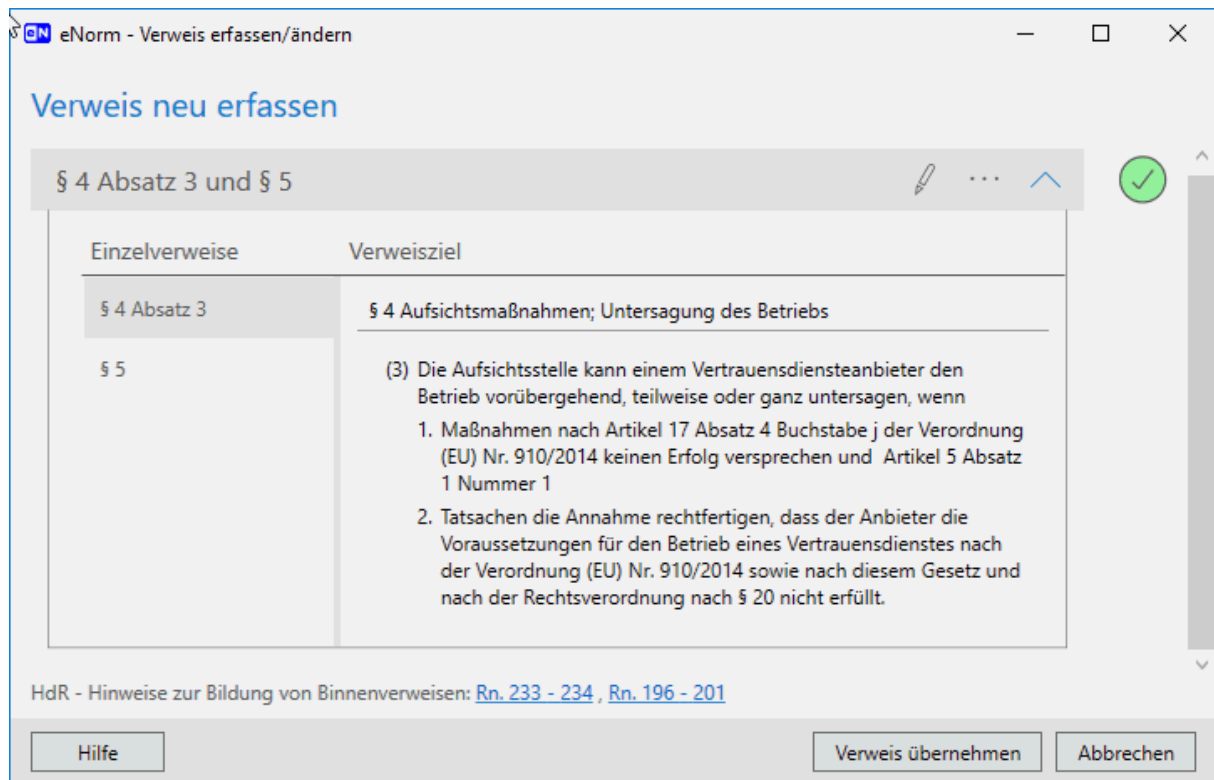 eN eNorm - Verweis erfassen/ändern
Verweis neu erfassen
§ 4 Absatz 3 und § 5
Einzelverweise Verweisziel
§ 4 Absatz 3
§ 5
§ 4 Aufsichtsmaßnahmen; Untersagung des Betriebs
(3) Die Aufsichtsstelle kann einem Vertrauensdiensteanbieter den
Betrieb vorübergehend, teilweise oder ganz untersagen, wenn
1. Maßnahmen nach Artikel 17 Absatz 4 Buchstabe j der Verordnung
(EU) Nr. 910/2014 keinen Erfolg versprechen und Artikel 5 Absatz
1 Nummer 1
2. Tatsachen die Annahme rechtfertigen, dass der Anbieter die
Voraussetzungen für den Betrieb eines Vertrauensdienstes nach
der Verordnung (EU) Nr. 910/2014 sowie nach diesem Gesetz und
nach der Rechtsverordnung nach § 20 nicht erfüllt.
HdR - Hinweise zur Bildung von Binnenverweisen: Rn. 233 - 234 , Rn. 196 - 201
Hilfe Verweis übernehmen Abbrechen